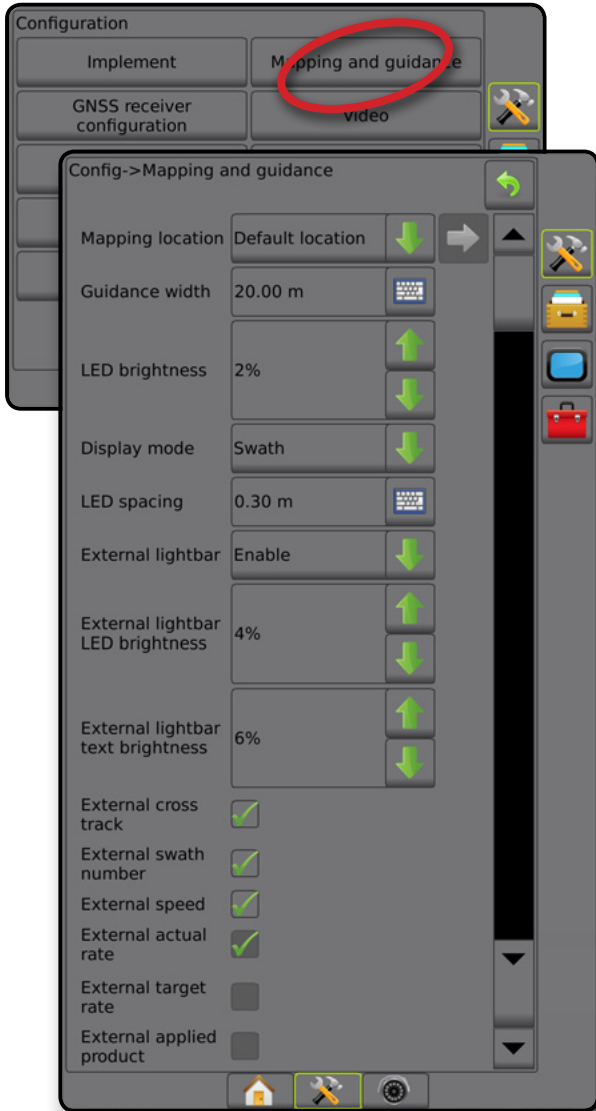 Configuration
Implement
Mapping and guidance
GNSS receiver
configuration
Video
Config->Mapping and guidance
Mapping location
Default location
Guidance width
20.00 m
LED brightness
2%
Display mode
Swath
LED spacing
0.30 m
External lightbar
Enable
External lightbar
LED brightness
4%
External lightbar
text brightness
6%
External cross
track
External swath
number
External speed
External actual
rate
External target
rate
External applied
product